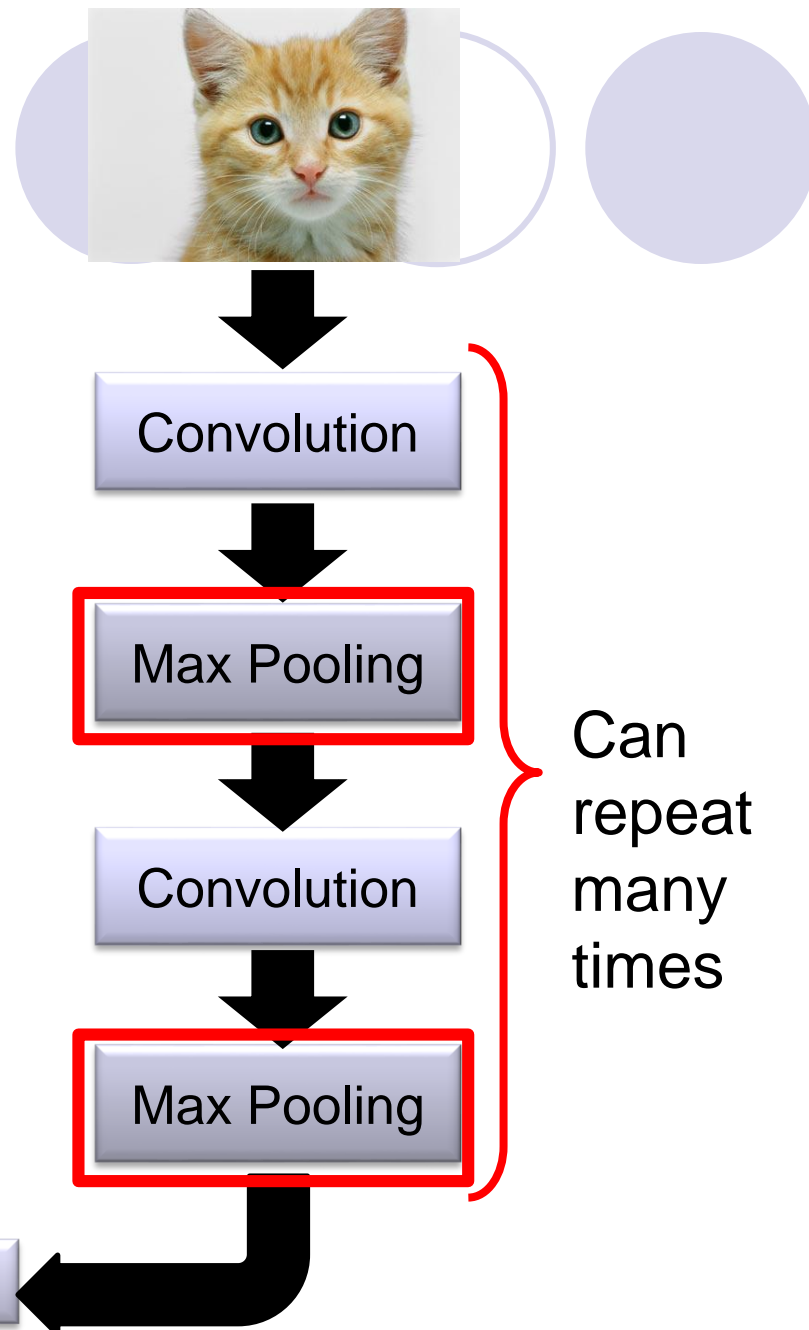 Convolution
Max Pooling
Can
repeat
many
times
Convolution
Max Pooling